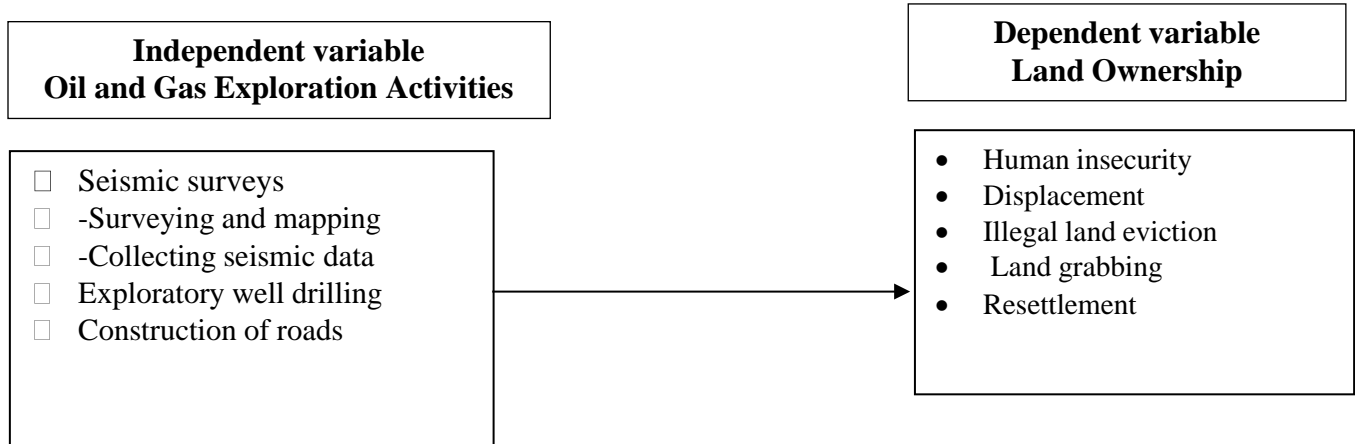 Independent variable
Oil and Gas Exploration Activities
□ Seismic surveys
□ -Surveying and mapping
□ -Collecting seismic data
□ Exploratory well drilling
□ Construction of roads
Dependent variable
Land Ownership
• Human insecurity
• Displacement
• Illegal land eviction
• Land grabbing
• Resettlement